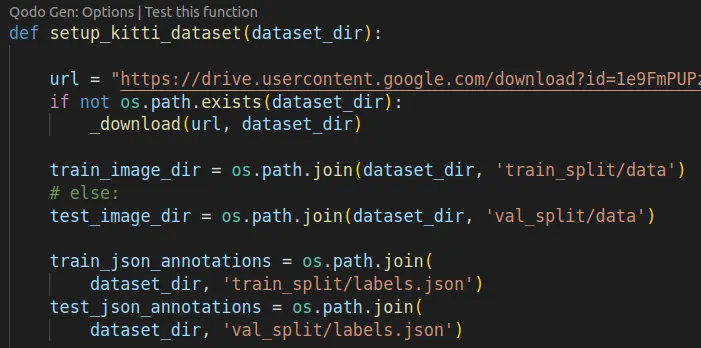 Qodo Gen: Options | Test this function
def setup_kitti_dataset(dataset_dir):
url = "https://drive.usercontent.google.com/download?id=1e9FmPUPz
if not os.path.exists(dataset_dir):
_download(url, dataset_dir)
train_image_dir = os.path.join(dataset_dir, 'train_split/data')
# else:
test_image_dir = os.path.join(dataset_dir, 'val_split/data')
train_json_annotations = os.path.join(
dataset_dir, 'train_split/labels.json')
test_json_annotations = os.path.join(
dataset_dir, 'val_split/labels.json')